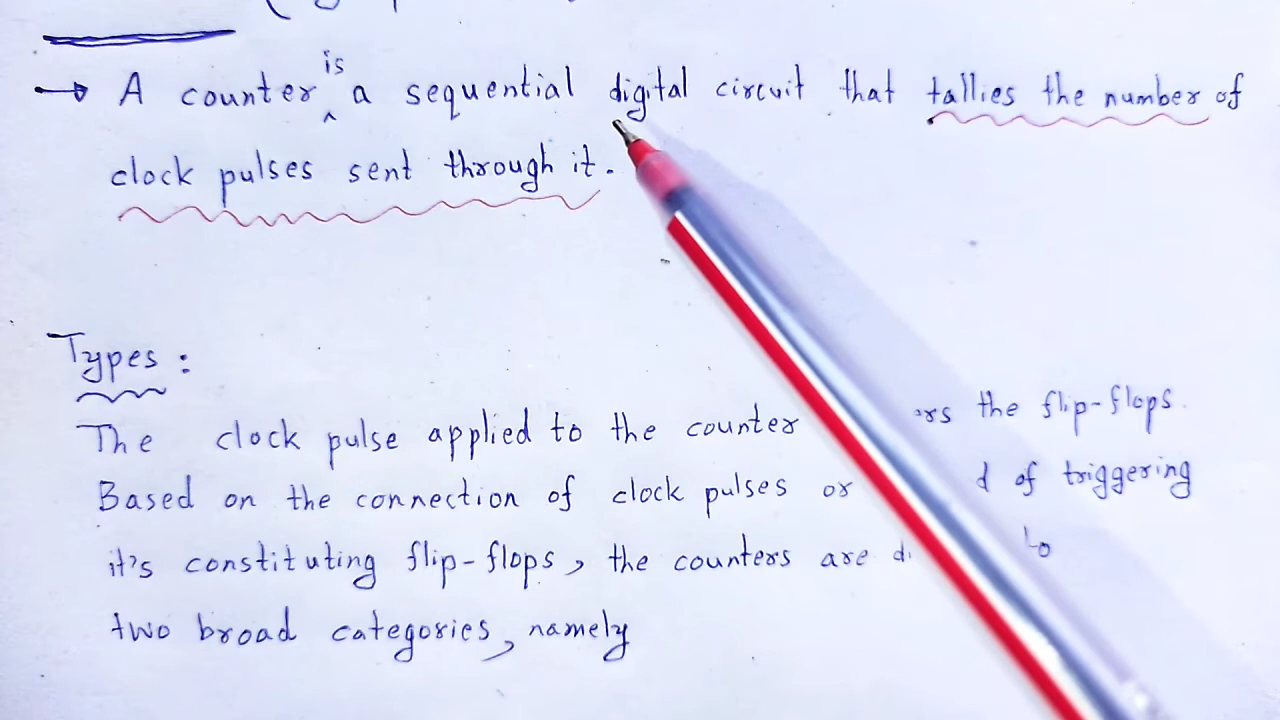 → A counter is a sequential digital circuit that tallies the number of
clock pulses sent through it.
Types :
The clock pulse applied to the counter the flip-flops.
Based on the connection of clock pulses or of triggering
it's constituting flip-flops, the counters are to
two broad categories, namely